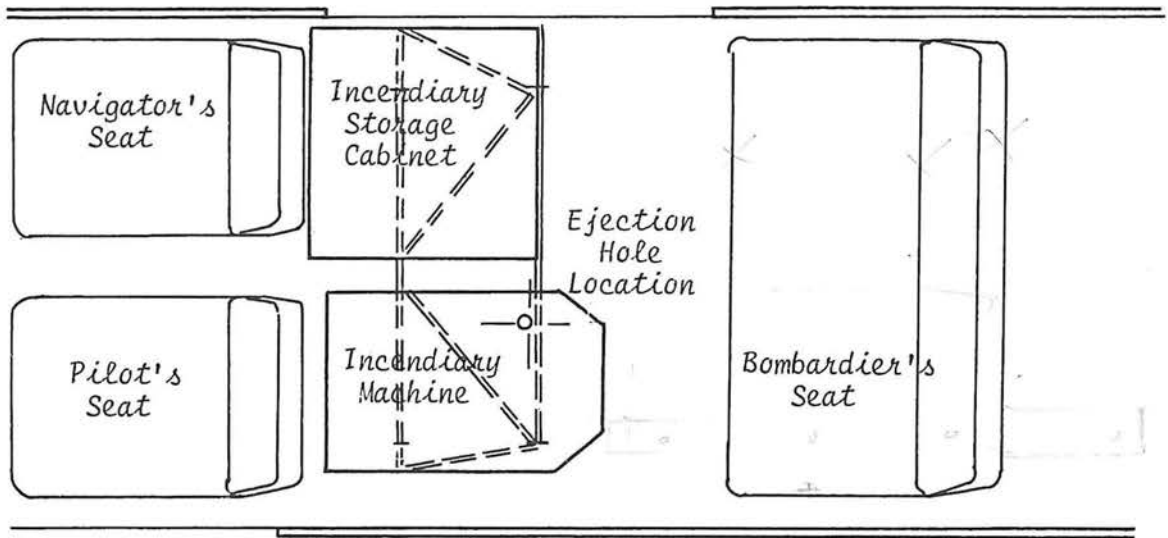 Navigator's
Seat
Incendiary
Storage
Cabinet
Ejection
Hole
Location
Pilot's
Seat
Incendiary
Machine
Bombardier's
Seat